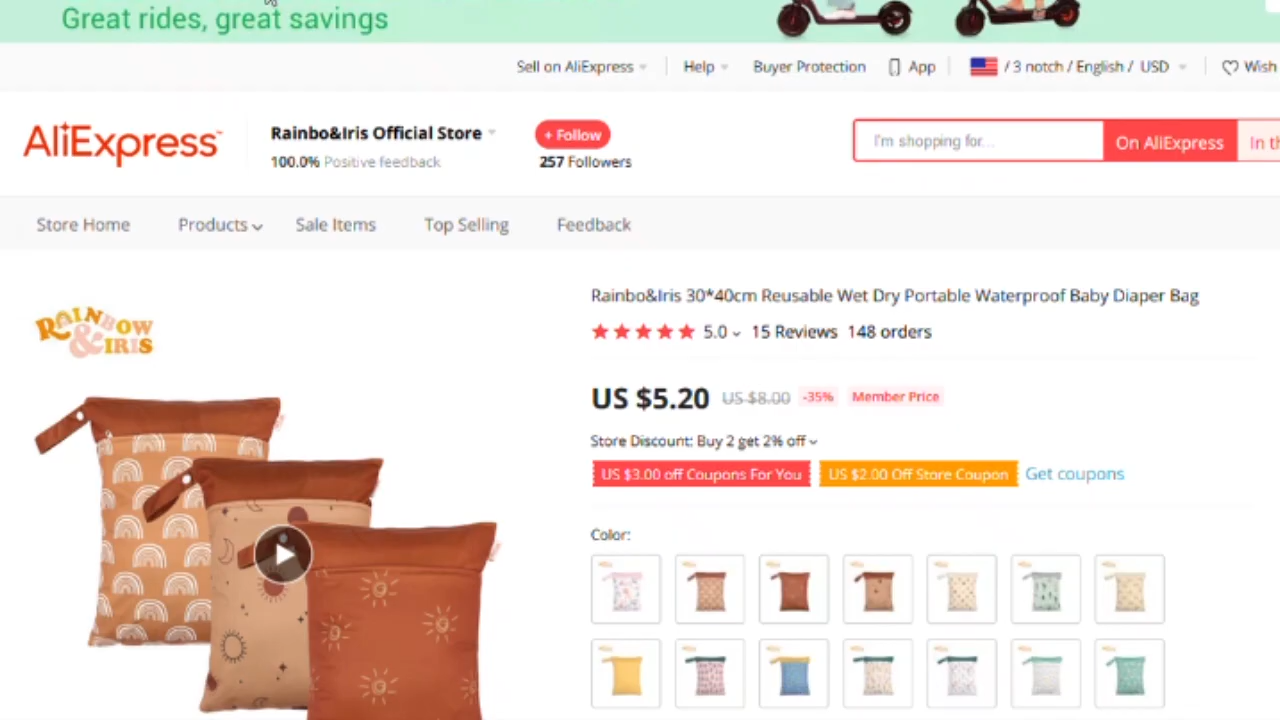 Great rides, great savings
Sell on AliExpress Help Buyer Protection App / 3 notch / English / USD Wish
AliExpress™
Rainbo&Iris Official Store
+ Follow
100.0% Positive feedback
257 Followers
I'm shopping for...
On AliExpress
In th
Store Home Products Sale Items Top Selling Feedback
RAINBOW
& IRIS
Rainbo&Iris 30*40cm Reusable Wet Dry Portable Waterproof Baby Diaper Bag
5.0 15 Reviews 148 orders
US $5.20 US $8.00 -35% Member Price
Store Discount: Buy 2 get 2% off
US $3.00 off Coupons For You US $2.00 Off Store Coupon Get coupons
Color: